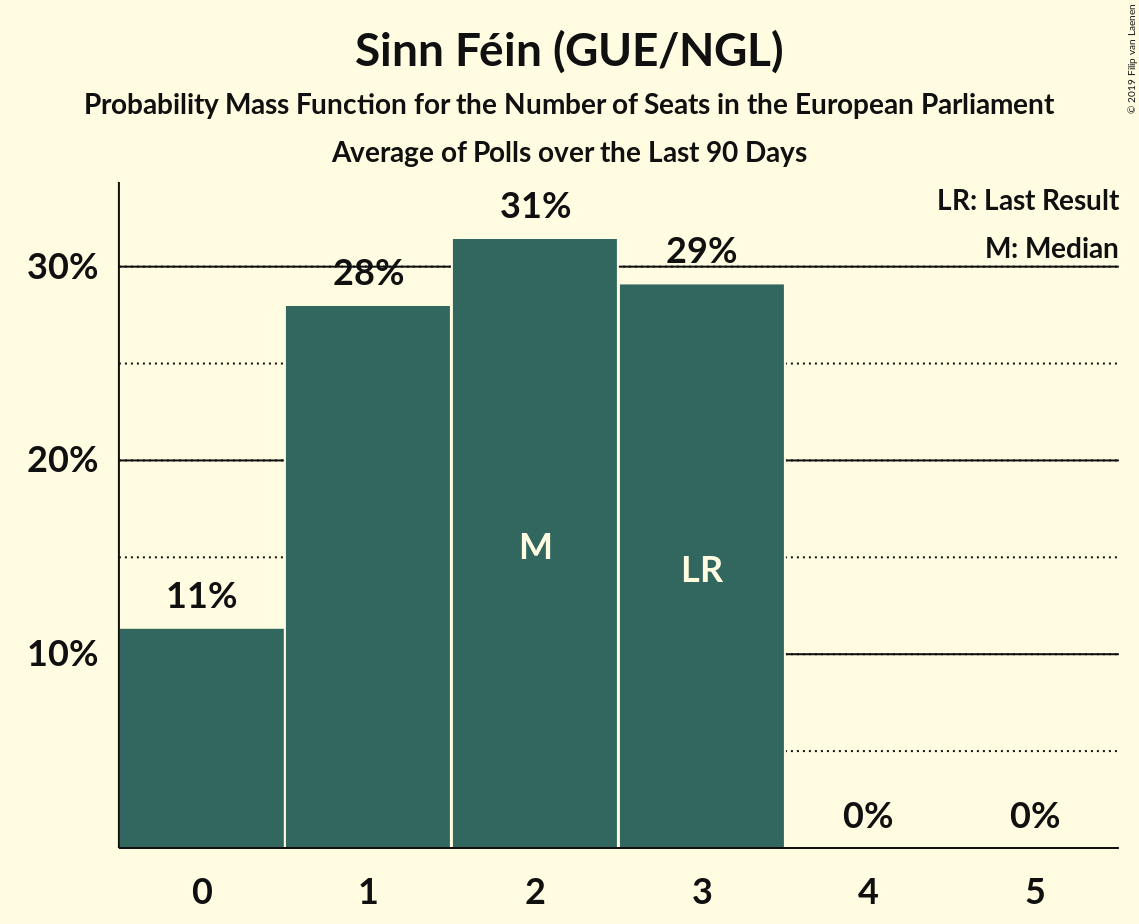 Sinn Féin (GUE/NGL)
Probability Mass Function for the Number of Seats in the European Parliament
Average of Polls over the Last 90 Days
© 2019 Filip van Laenen
LR: Last Result
M: Median
31%
29%
28%
11%
0%
0%
30%
20%
10%
M
LR
0
1
2
3
4
5